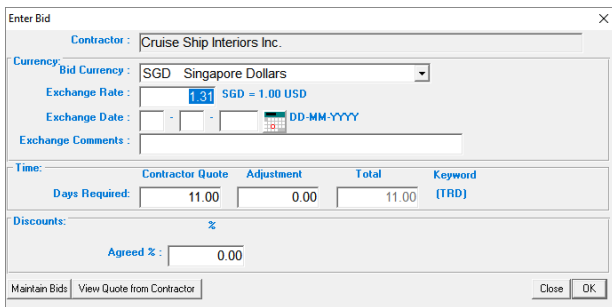 Enter Bid
Contractor : Cruise Ship Interiors Inc.
Currency:
Bid Currency : SGD Singapore Dollars
Exchange Rate : 1.31 SGD = 1.00 USD
Exchange Date : - - DD-MM-YYYY
Exchange Comments :
Time:
Contractor Quote Adjustment Total Keyword
Days Required: 11.00 0.00 11.00 (TRD)
Discounts: %
Agreed % : 0.00
Maintain Bids View Quote from Contractor Close OK